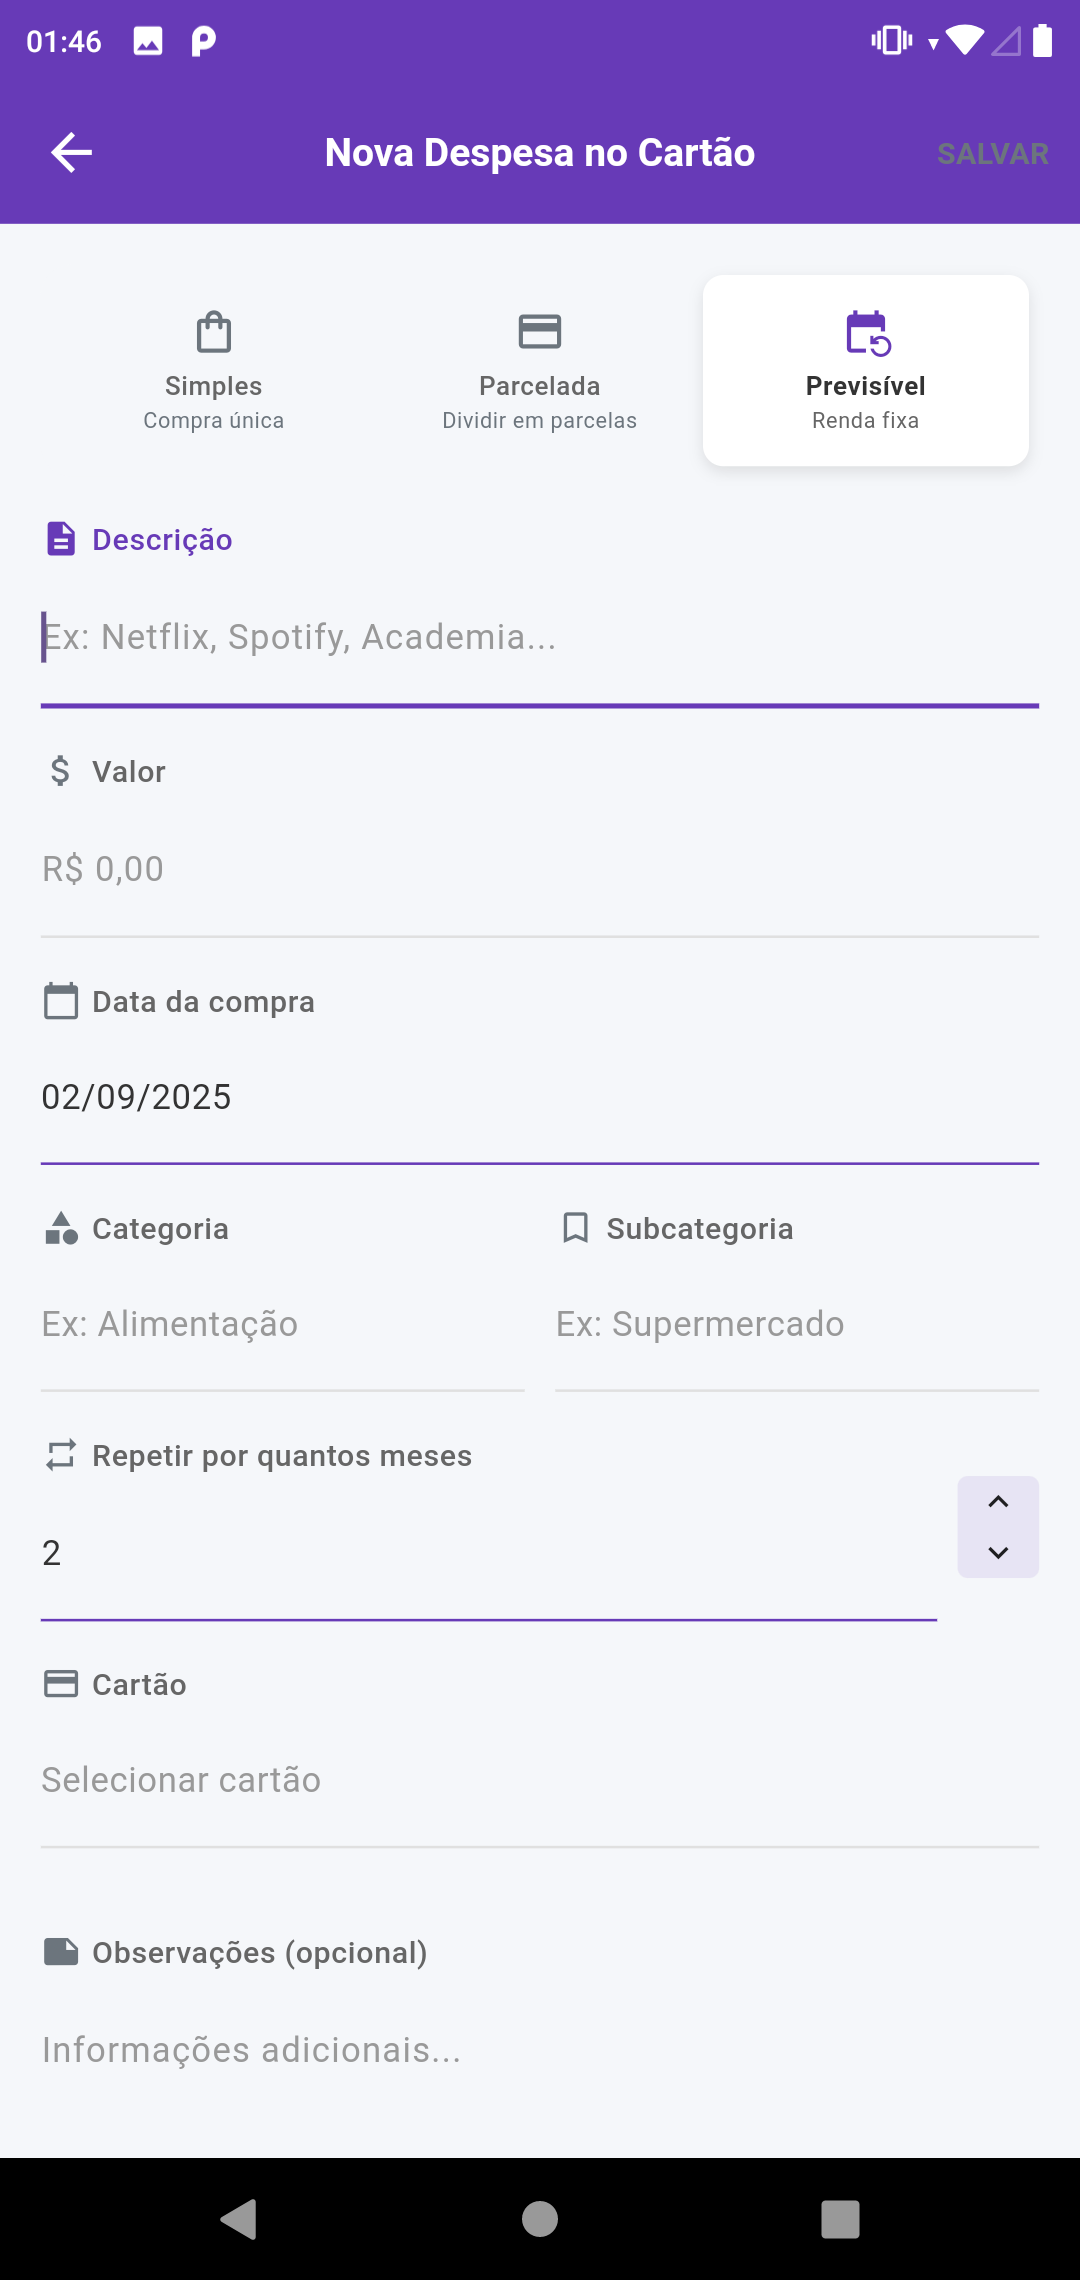 01:46
Nova Despesa no Cartão
SALVAR
Simples
Compra única
Parcelada
Dividir em parcelas
Previsível
Renda fixa
Descrição
Ex: Netflix, Spotify, Academia...
Valor
R$ 0,00
Data da compra
02/09/2025
Categoria
Subcategoria
Ex: Alimentação
Ex: Supermercado
Repetir por quantos meses
2
Cartão
Selecionar cartão
Observações (opcional)
Informações adicionais...